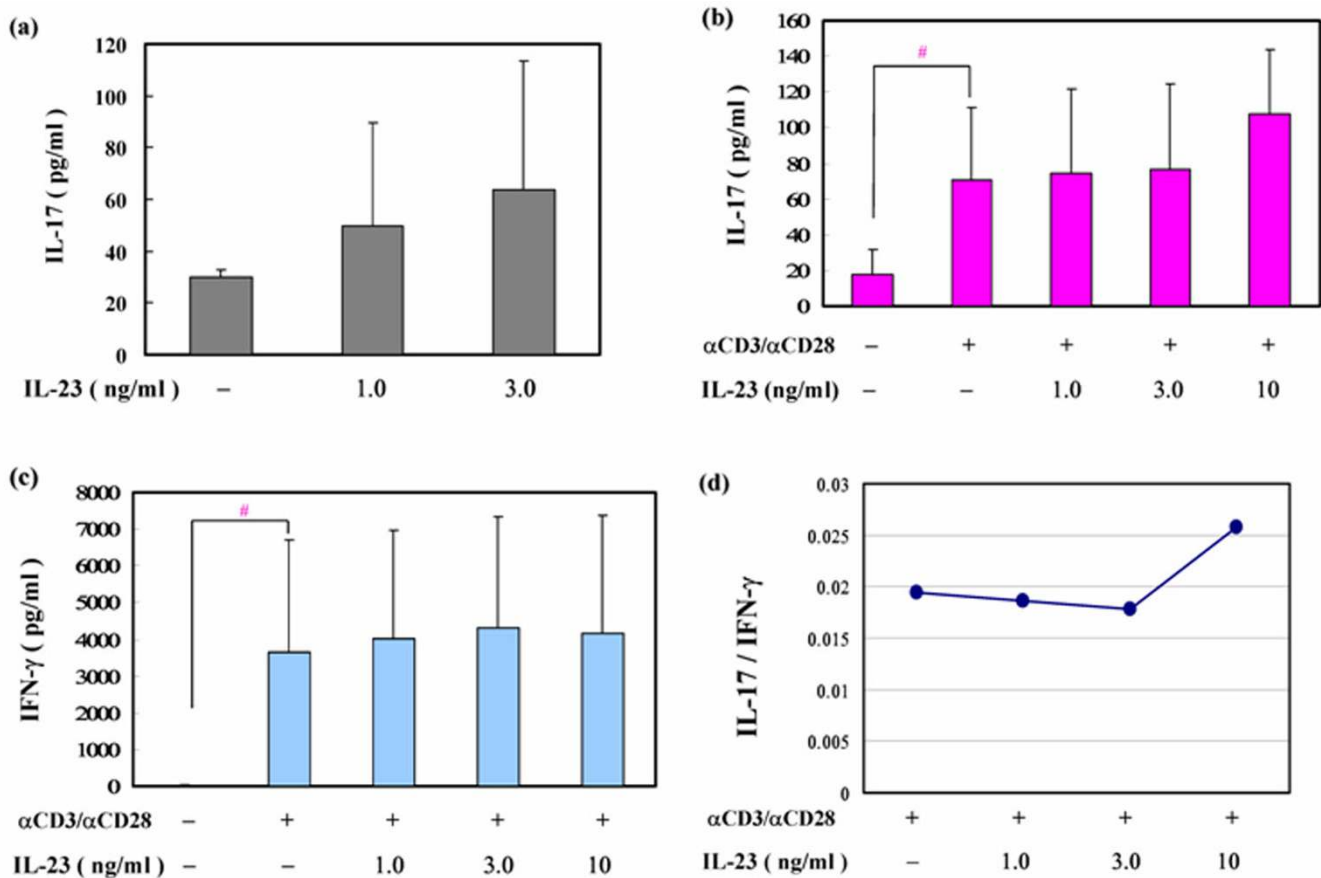 (a)
120
100
80
60
40
20
0
IL-17 ( pg/ml )
IL-23 ( ng/ml ) – 1.0 3.0
(b)
160
140
120
100
80
60
40
20
0
IL-17 ( pg/ml )
#
αCD3/αCD28 – + + + +
IL-23 (ng/ml) – – 1.0 3.0 10
(c)
8000
7000
6000
5000
4000
3000
2000
1000
0
IFN-γ ( pg/ml )
#
αCD3/αCD28 – + + + +
IL-23 ( ng/ml ) – – 1.0 3.0 10
(d)
0.03
0.025
0.02
0.015
0.01
0.005
0
IL-17 / IFN-γ
αCD3/αCD28 + + + +
IL-23 ( ng/ml ) – 1.0 3.0 10